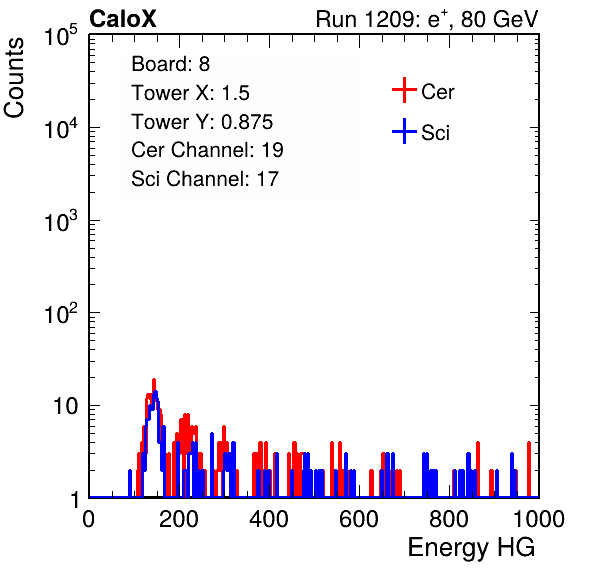 CaloX Run 1209: e⁺, 80 GeV
Counts
10⁵
10⁴
10³
10²
10
1
Board: 8
Tower X: 1.5
Tower Y: 0.875
Cer Channel: 19
Sci Channel: 17
Cer
Sci
0 200 400 600 800 1000
Energy HG